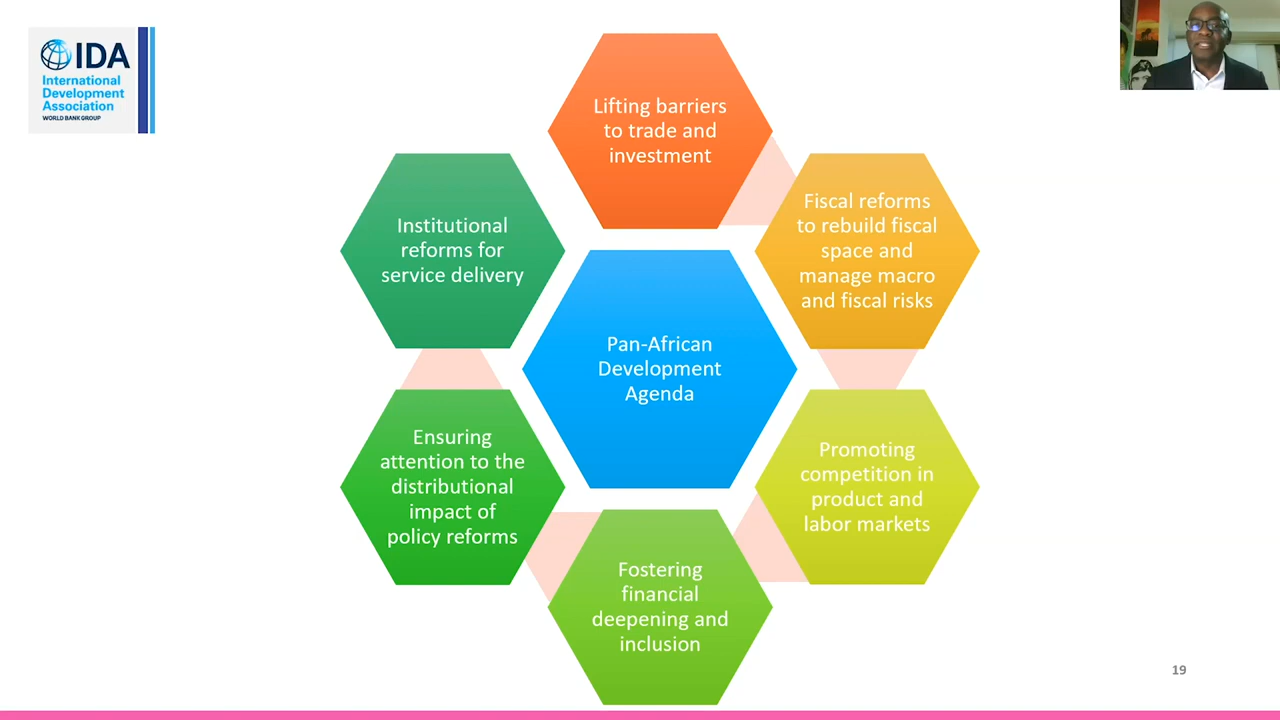 IDA
International
Development
Association
WORLD BANK GROUP
Lifting barriers
to trade and
investment
Fiscal reforms
to rebuild fiscal
space and
manage macro
and fiscal risks
Promoting
competition in
product and
labor markets
Fostering
financial
deepening and
inclusion
Ensuring
attention to the
distributional
impact of
policy reforms
Institutional
reforms for
service delivery
Pan-African
Development
Agenda
19